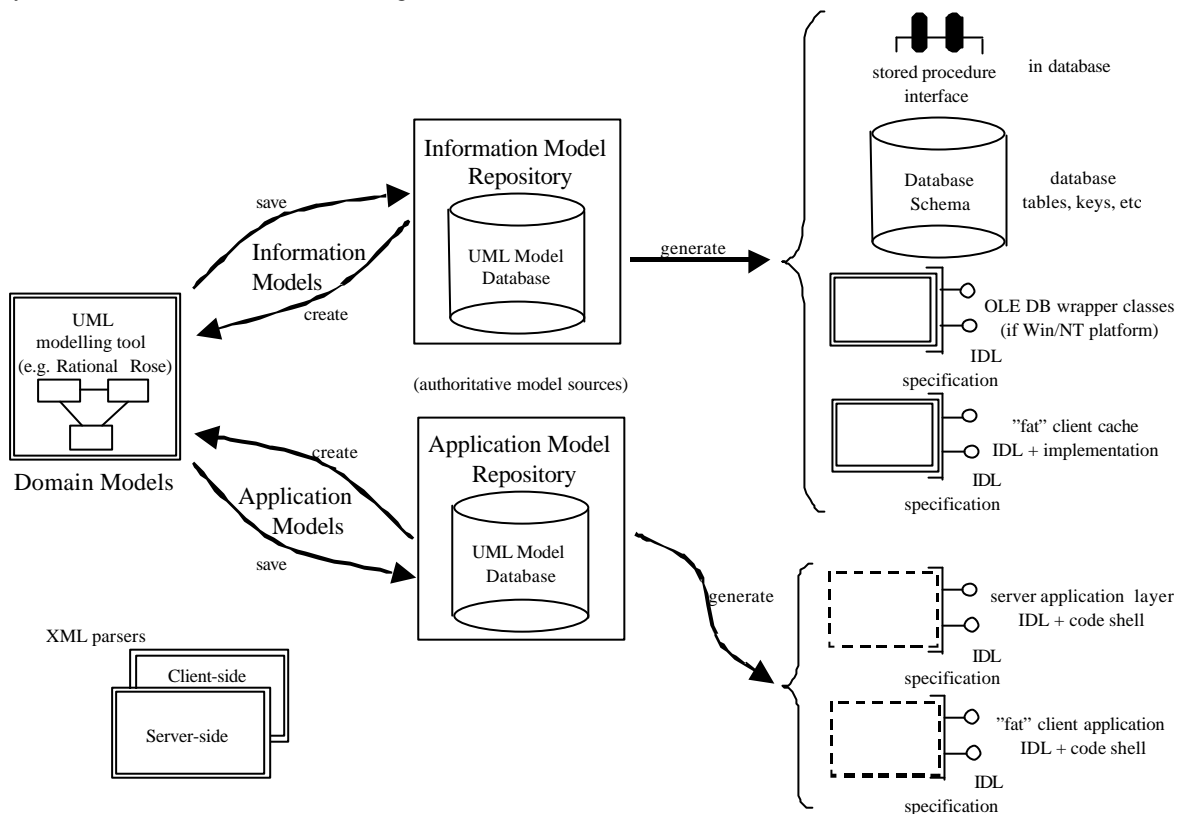 stored procedure
interface
in database
Information Model
Repository
UML Model
Database
save
Information
Models
create
generate
Database
Schema
database
tables, keys, etc
OLE DB wrapper classes
(if Win/NT platform)
IDL
specification
UML
modelling tool
(e.g. Rational Rose)
Domain Models
(authoritative model sources)
"fat" client cache
IDL + implementation
IDL
specification
Application Model
Repository
UML Model
Database
create
Application
Models
save
generate
server application layer
IDL + code shell
IDL
specification
XML parsers
Client-side
Server-side
"fat" client application
IDL + code shell
IDL
specification